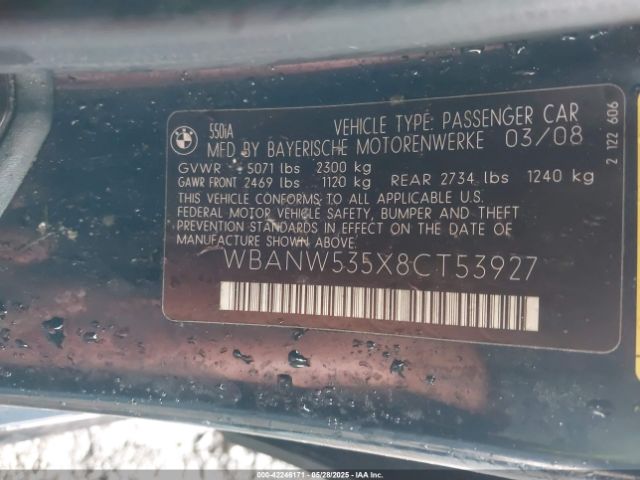 BMW
550iA
VEHICLE TYPE: PASSENGER CAR
MFD BY BAYERISCHE MOTORENWERKE 03/08
GVWR 5071 lbs 2300 kg
GAWR FRONT 2469 lbs 1120 kg REAR 2734 lbs 1240 kg
THIS VEHICLE CONFORMS TO ALL APPLICABLE U.S.
FEDERAL MOTOR VEHICLE SAFETY, BUMPER AND THEFT
PREVENTION STANDARDS IN EFFECT ON THE DATE OF
MANUFACTURE SHOWN ABOVE.
WBANW535X8CT53927
2 122 606
000-42246171 - 05/28/2025 - IAAI.COM